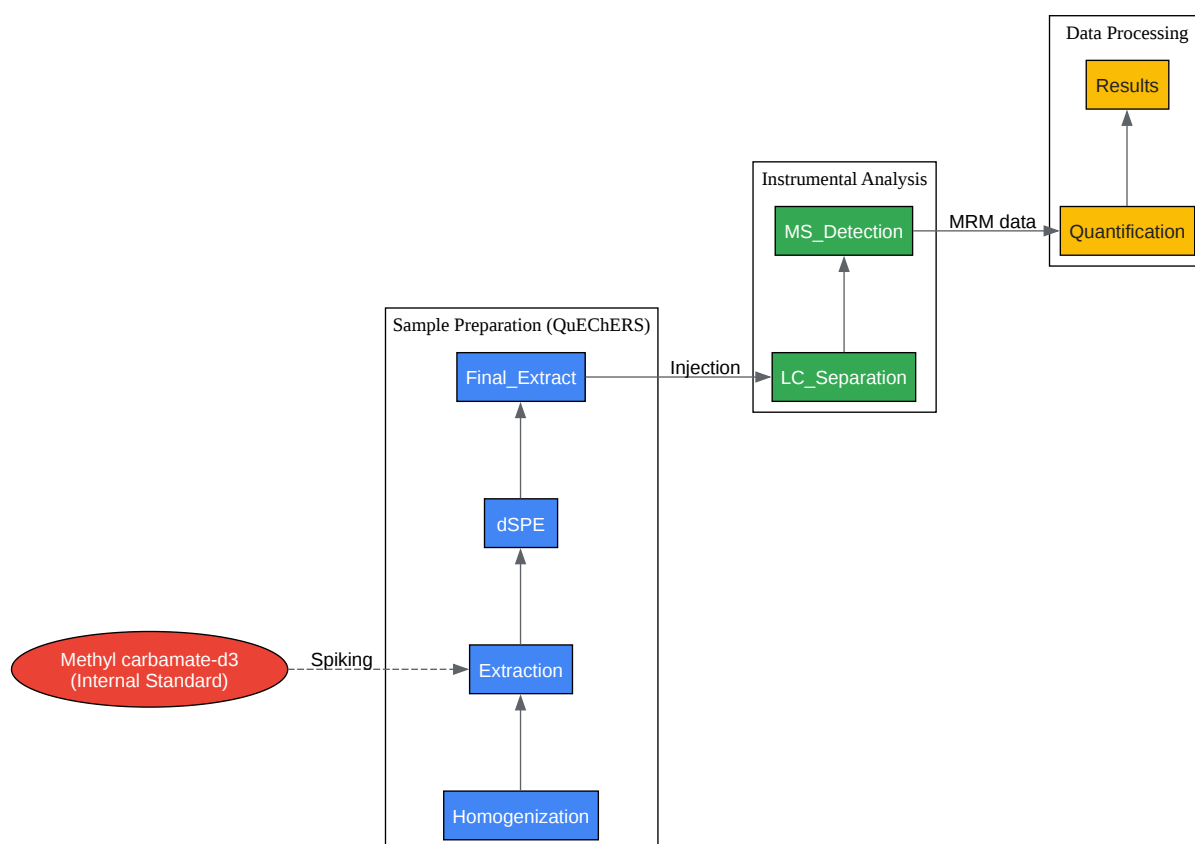 Data Processing
Results
Instrumental Analysis
MS_Detection
MRM data
Quantification
Sample Preparation (QuEChERS)
Final_Extract
Injection
LC_Separation
dSPE
Methyl carbamate-d3
(Internal Standard)
Spiking
Extraction
Homogenization